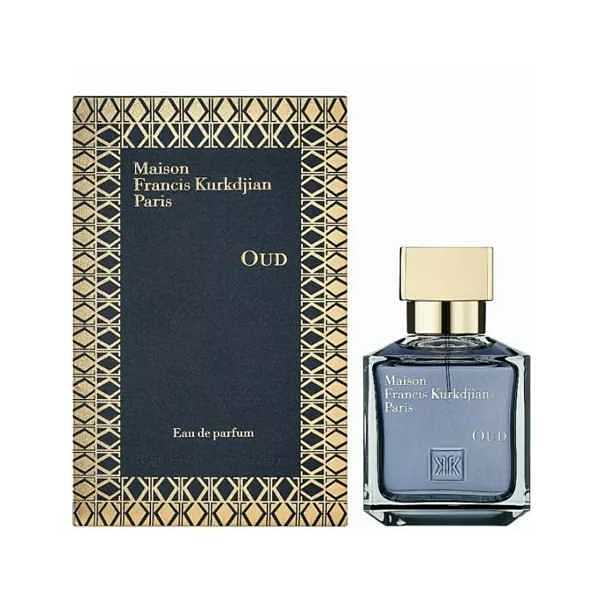 Maison
Francis Kurkdjian
Paris
OUD
Eau de parfum
Maison
Francis Kurkdjian
Paris
OUD